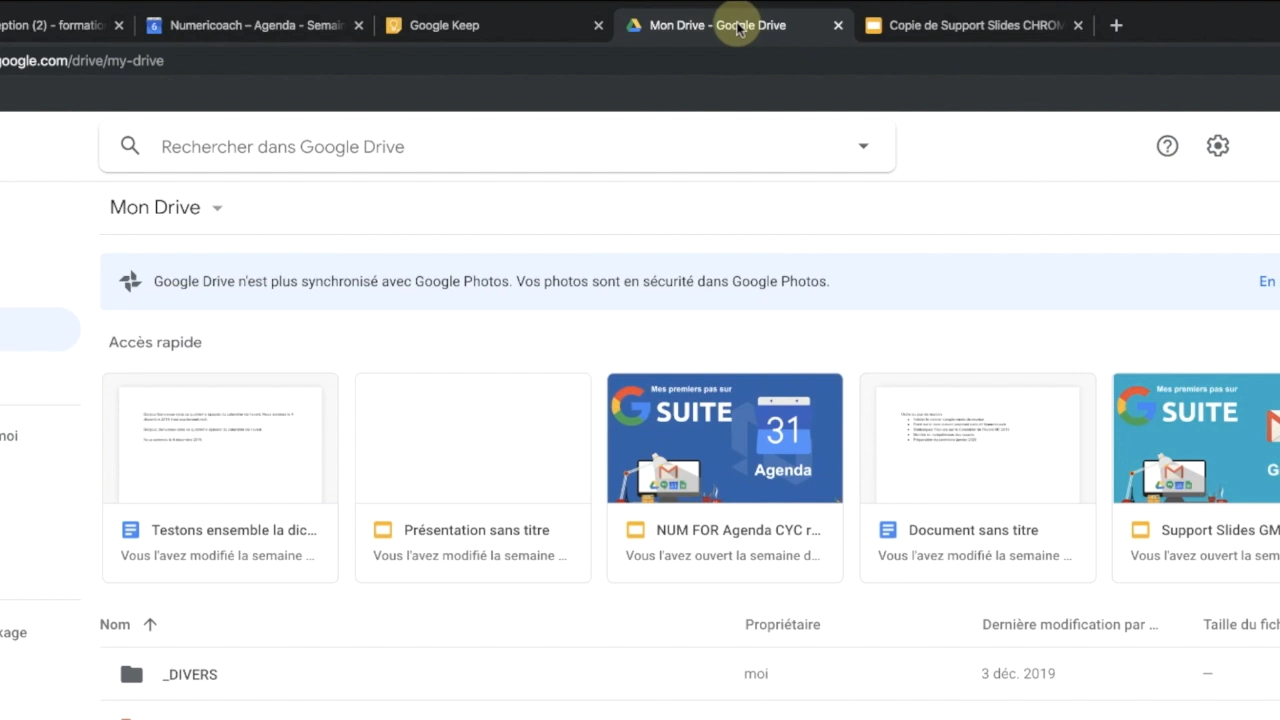 ption (2) – formatio
6
Numericoach – Agenda - Semai
Google Keep
Mon Drive - Google Drive
Copie de Support Slides CHROM
oogle.com/drive/my-drive
Rechercher dans Google Drive
Mon Drive
Google Drive n'est plus synchronisé avec Google Photos. Vos photos sont en sécurité dans Google Photos.
En
Accès rapide
moi
Mes premiers pas sur
SUITE
31
Agenda
Mes premiers pas sur
SUITE
G
Testons ensemble la dic...
Présentation sans titre
NUM FOR Agenda CYC r...
Document sans titre
Support Slides GM
Vous l'avez modifié la semaine ...
Vous l'avez modifié la semaine ...
Vous l'avez ouvert la semaine d...
Vous l'avez modifié la semaine ...
Vous l'avez ouvert la sem
kage
Nom
Propriétaire
Dernière modification par ...
Taille du fich
_DIVERS
moi
3 déc. 2019
—